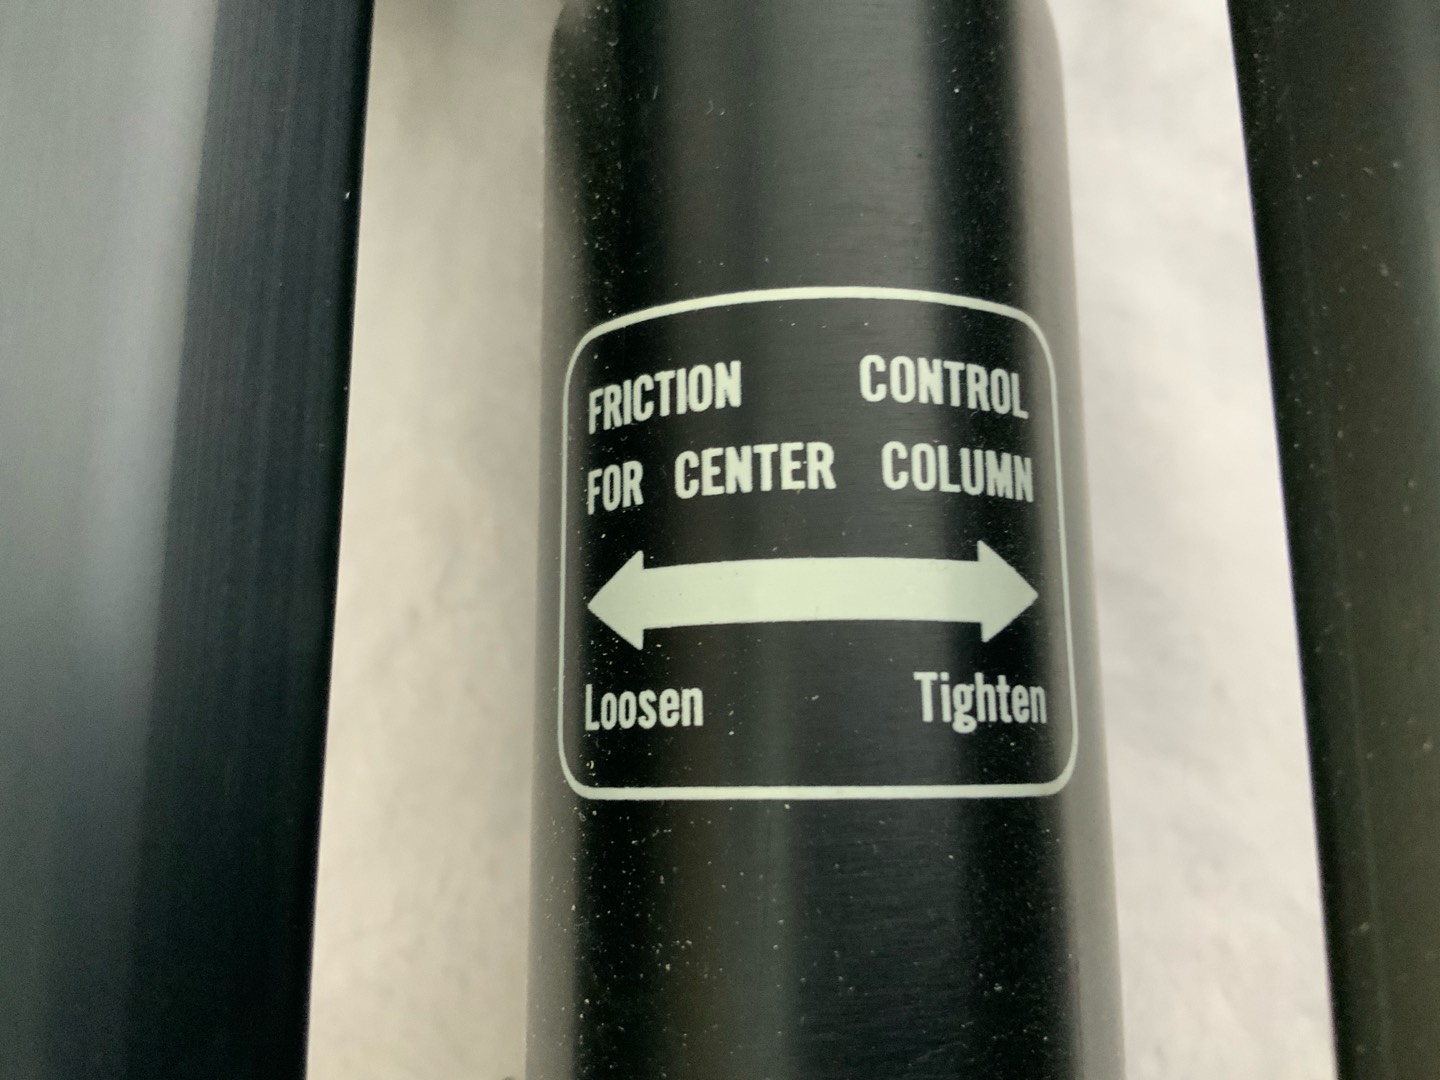 FRICTION CONTROL
FOR CENTER COLUMN
Loosen Tighten